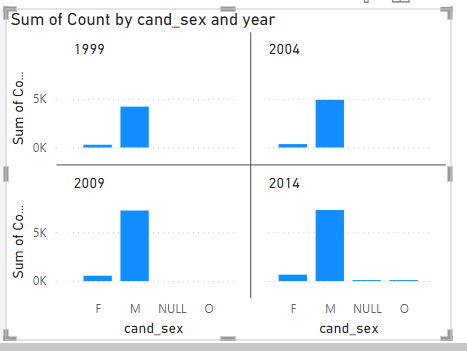 Sum of Count by cand_sex and year
1999
2004
Sum of Co...
5K
0K
2009
2014
Sum of Co...
5K
0K
F M NULL O
F M NULL O
cand_sex
cand_sex